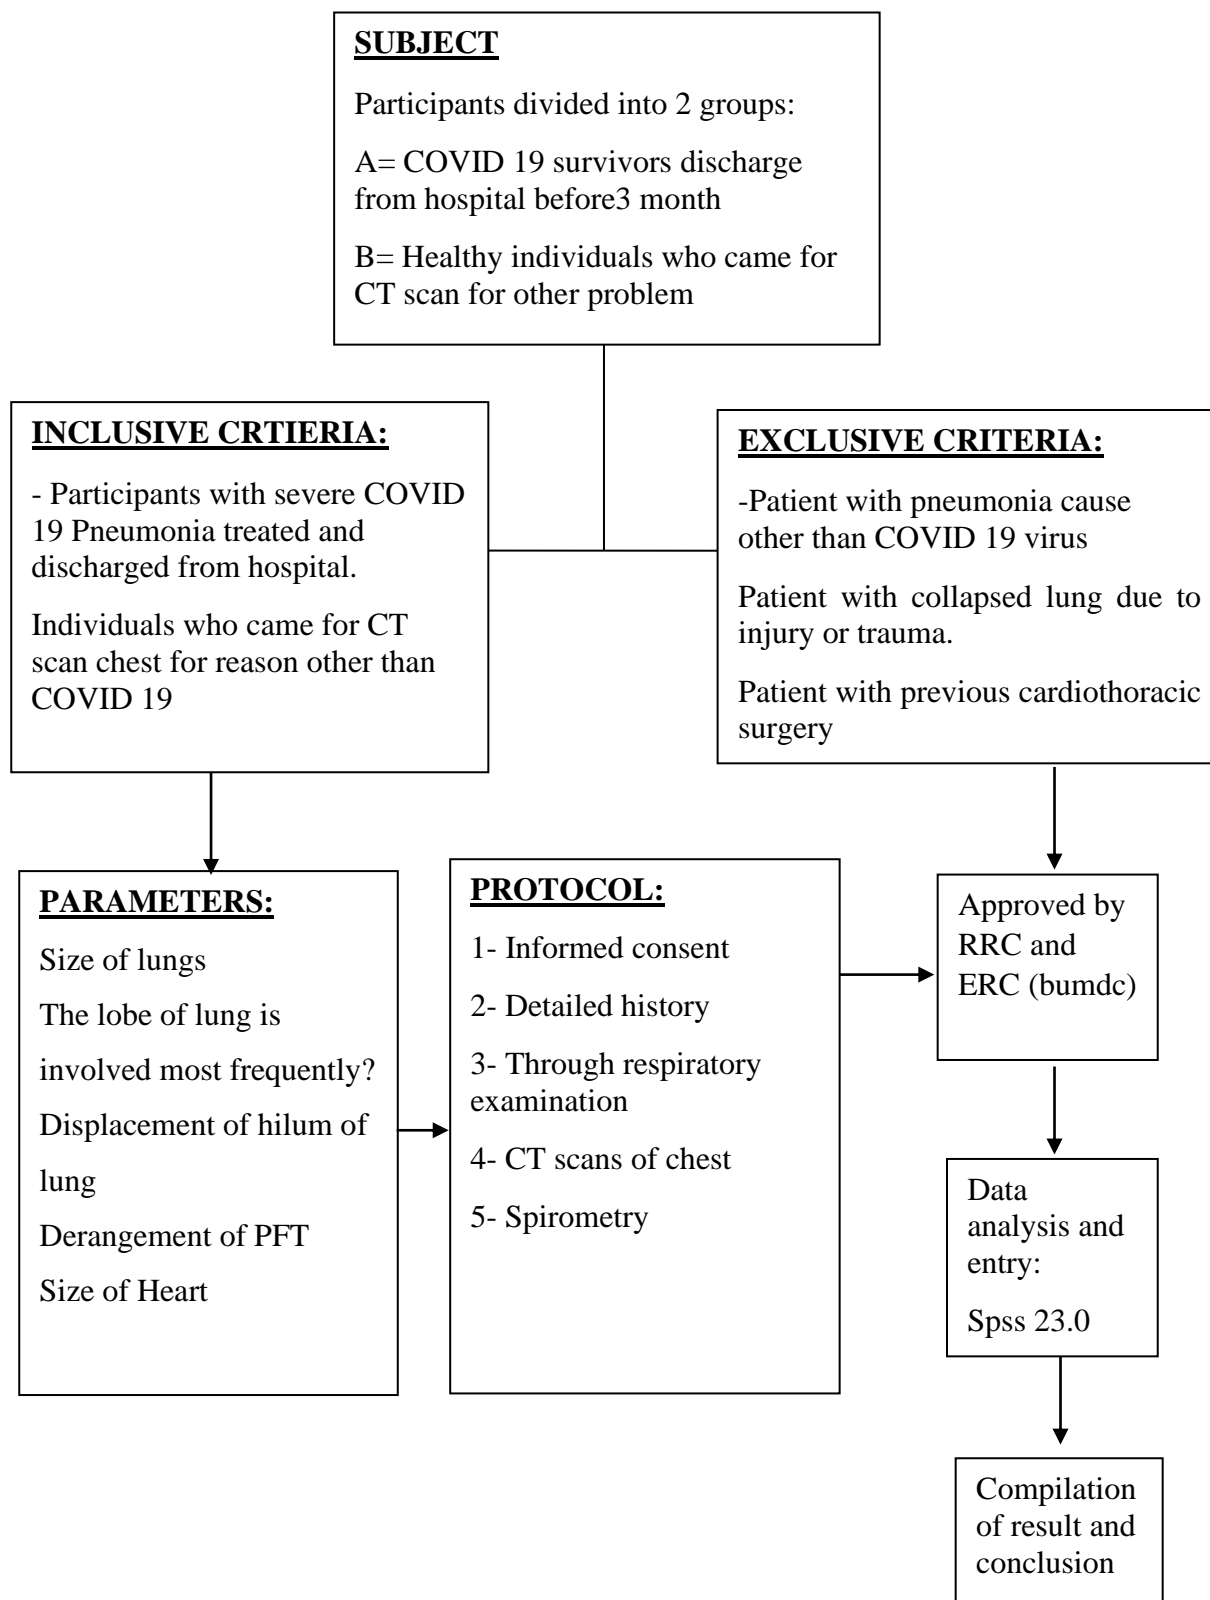 SUBJECT
Participants divided into 2 groups:
A= COVID 19 survivors discharge
from hospital before3 month
B= Healthy individuals who came for
CT scan for other problem
INCLUSIVE CRTIERIA:
- Participants with severe COVID
19 Pneumonia treated and
discharged from hospital.
Individuals who came for CT
scan chest for reason other than
COVID 19
EXCLUSIVE CRITERIA:
-Patient with pneumonia cause
other than COVID 19 virus
Patient with collapsed lung due to
injury or trauma.
Patient with previous cardiothoracic
surgery
PARAMETERS:
Size of lungs
The lobe of lung is
involved most frequently?
Displacement of hilum of
lung
Derangement of PFT
Size of Heart
PROTOCOL:
1- Informed consent
2- Detailed history
3- Through respiratory
examination
4- CT scans of chest
5- Spirometry
Approved by
RRC and
ERC (bumdc)
Data
analysis and
entry:
Spss 23.0
Compilation
of result and
conclusion